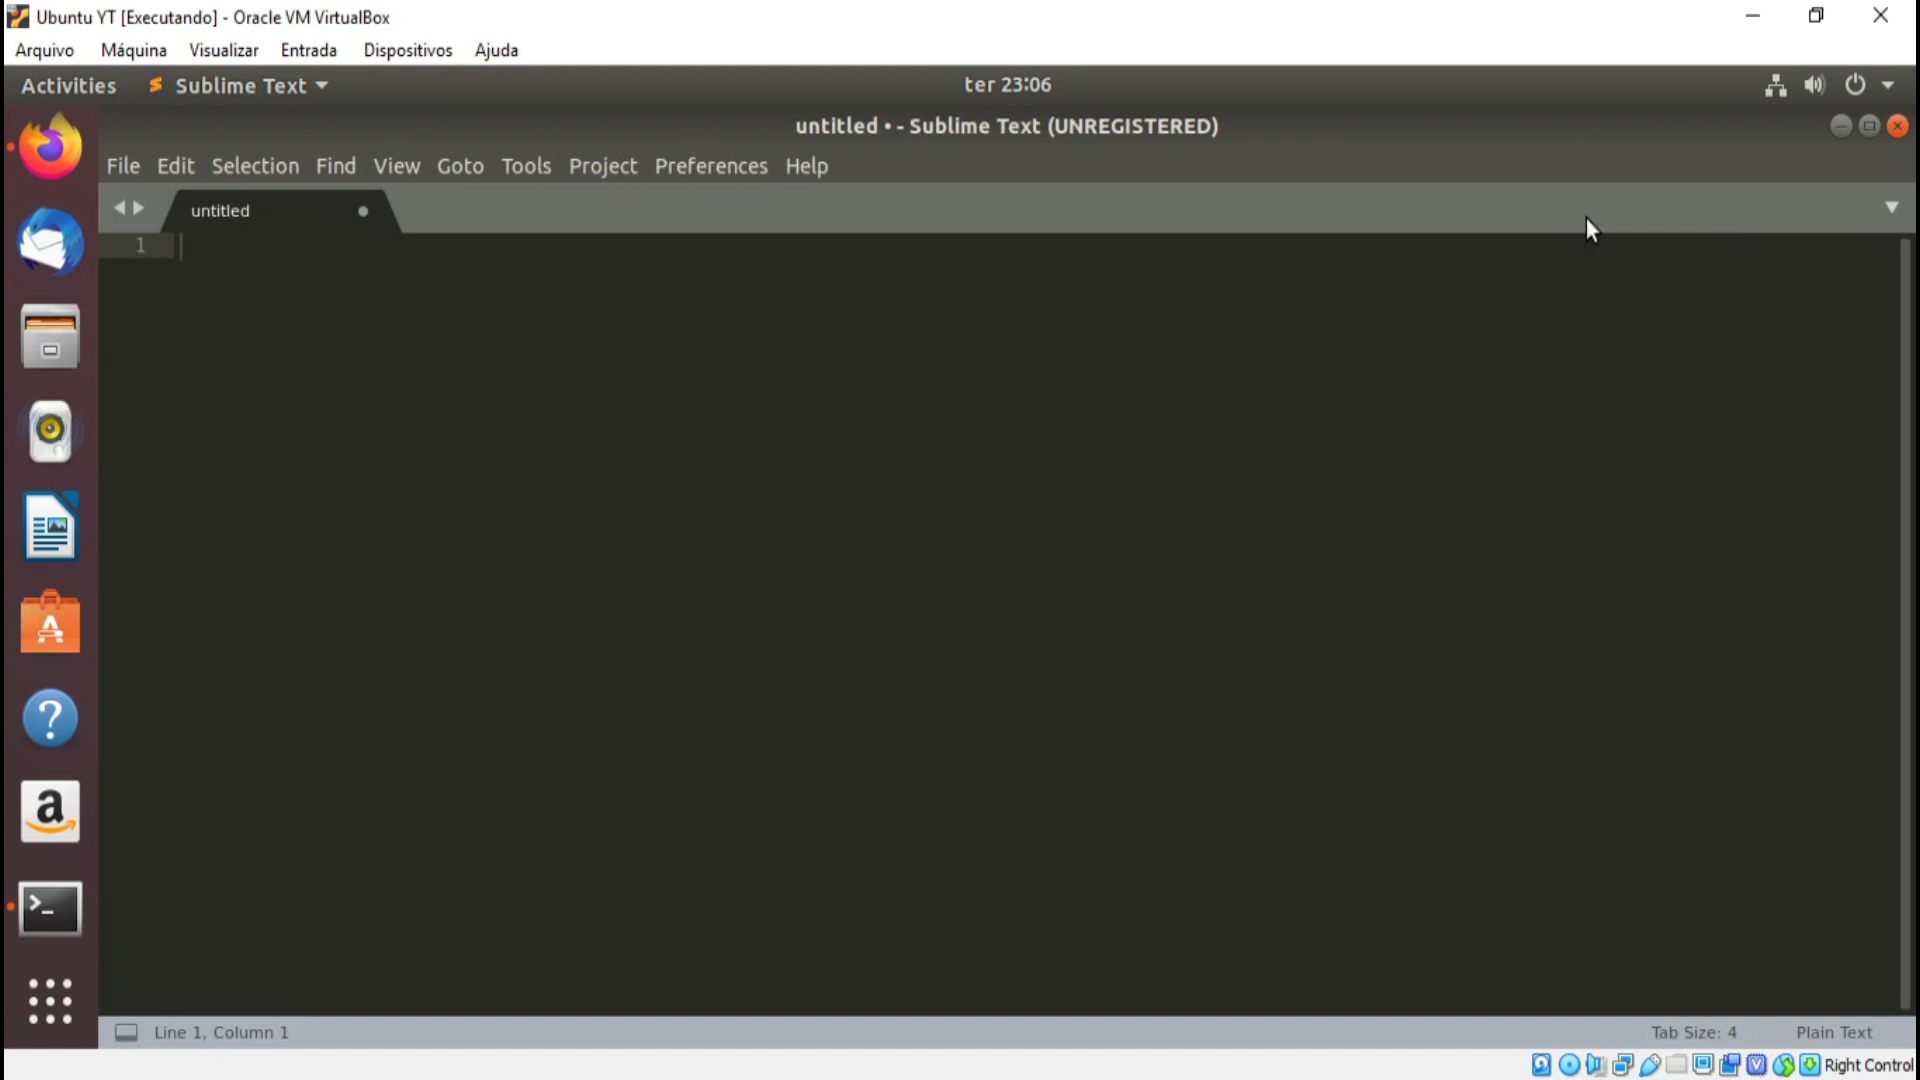 Ubuntu YT [Executando] - Oracle VM VirtualBox
Arquivo Máquina Visualizar Entrada Dispositivos Ajuda
Activities Sublime Text ter 23:06
untitled • - Sublime Text (UNREGISTERED)
File Edit Selection Find View Goto Tools Project Preferences Help
untitled
1
Line 1, Column 1 Tab Size: 4 Plain Text
Right Control